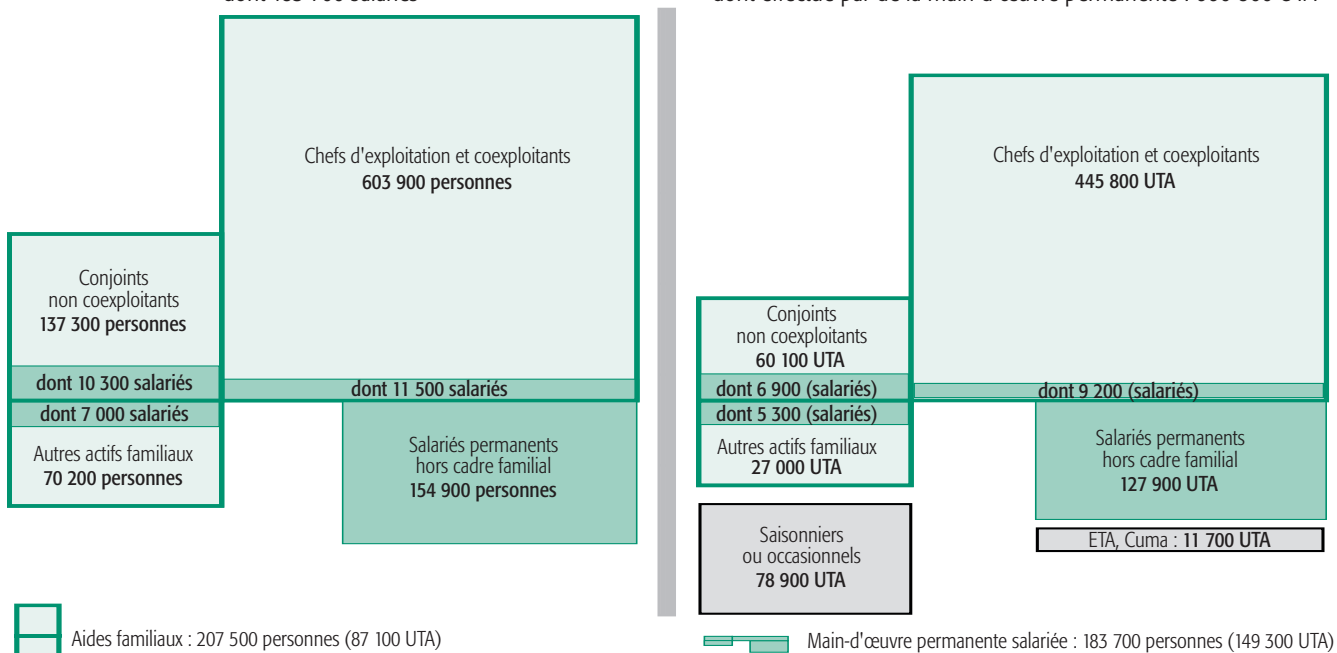 Chefs d'exploitation et coexploitants
603 900 personnes
Conjoints
non coexploitants
137 300 personnes
dont 10 300 salariés
dont 11 500 salariés
dont 7 000 salariés
Autres actifs familiaux
70 200 personnes
Salariés permanents
hors cadre familial
154 900 personnes
Aides familiaux : 207 500 personnes (87 100 UTA)
Chefs d'exploitation et coexploitants
445 800 UTA
Conjoints
non coexploitants
60 100 UTA
dont 6 900 (salariés)
dont 9 200 (salariés)
dont 5 300 (salariés)
Autres actifs familiaux
27 000 UTA
Salariés permanents
hors cadre familial
127 900 UTA
Saisonniers
ou occasionnels
78 900 UTA
ETA, Cuma : 11 700 UTA
Main-d'œuvre permanente salariée : 183 700 personnes (149 300 UTA)